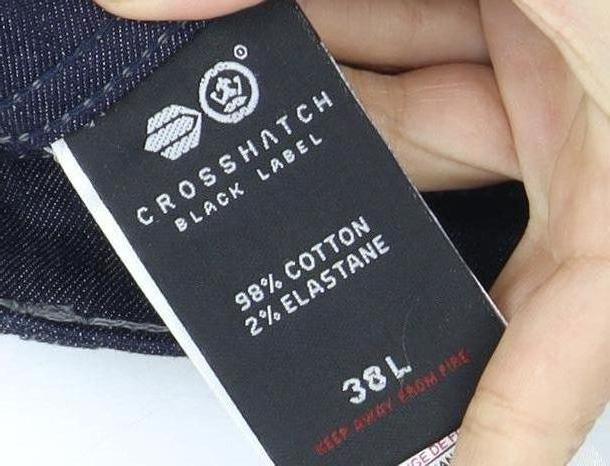 CROSSHATCH
BLACK LABEL
98% COTTON
2% ELASTANE
38L
KEEP AWAY FROM FIRE